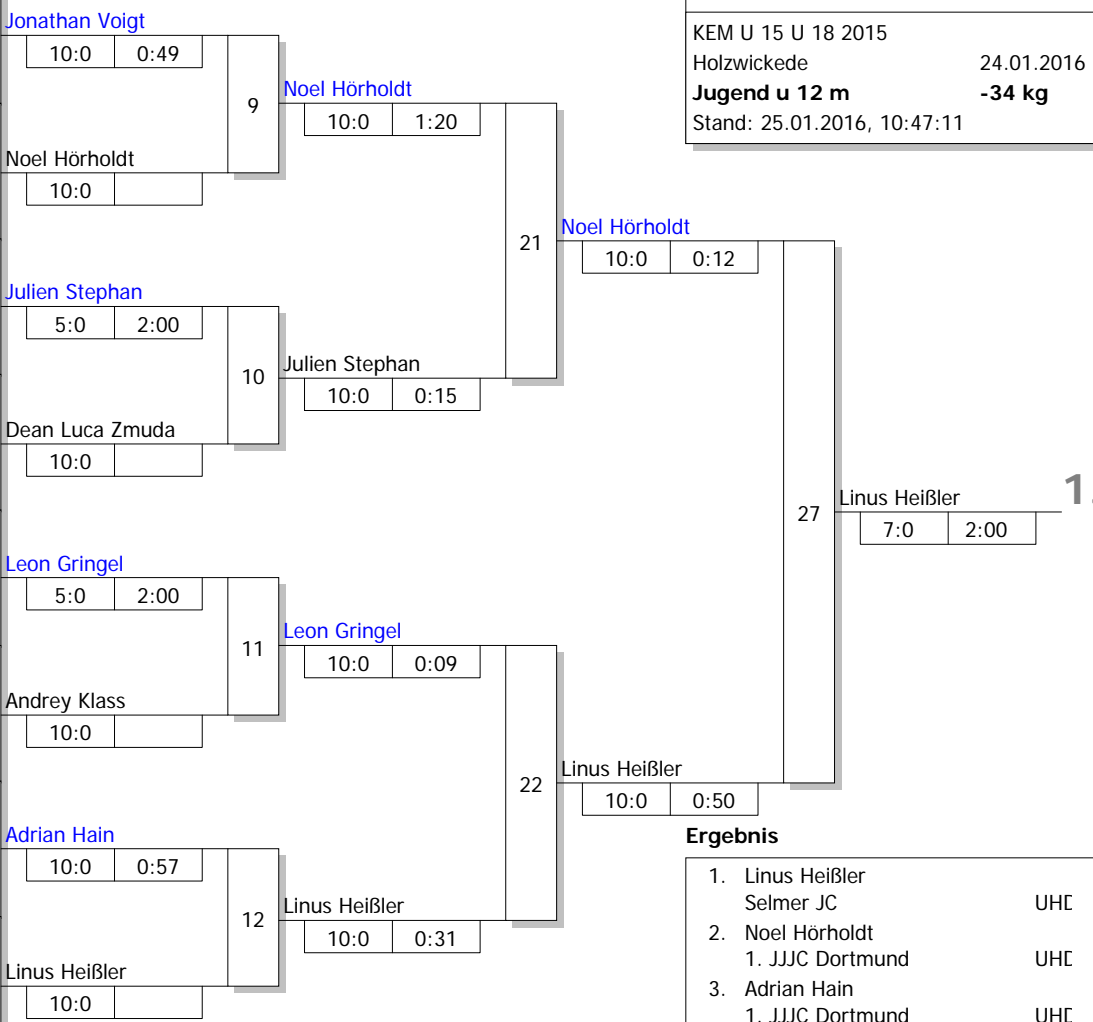 Jonathan Voigt
10:0 0:49
9
Noel Hörholdt
10:0
Noel Hörholdt
10:0 1:20
Julien Stephan
5:0 2:00
10
Dean Luca Zmuda
10:0
Julien Stephan
10:0 0:15
21
Noel Hörholdt
10:0 0:12
Leon Gringel
5:0 2:00
11
Andrey Klass
10:0
Leon Gringel
10:0 0:09
Adrian Hain
10:0 0:57
12
Linus Heißler
10:0
Linus Heißler
10:0 0:31
22
Linus Heißler
10:0 0:50
27
Linus Heißler
7:0 2:00
1.
KEM U 15 U 18 2015
Holzwickede 24.01.2016
Jugend u 12 m -34 kg
Stand: 25.01.2016, 10:47:11
Ergebnis
1. Linus Heißler
Selmer JC
2. Noel Hörholdt
1. JJJC Dortmund
3. Adrian Hain
1. JJJC Dortmund